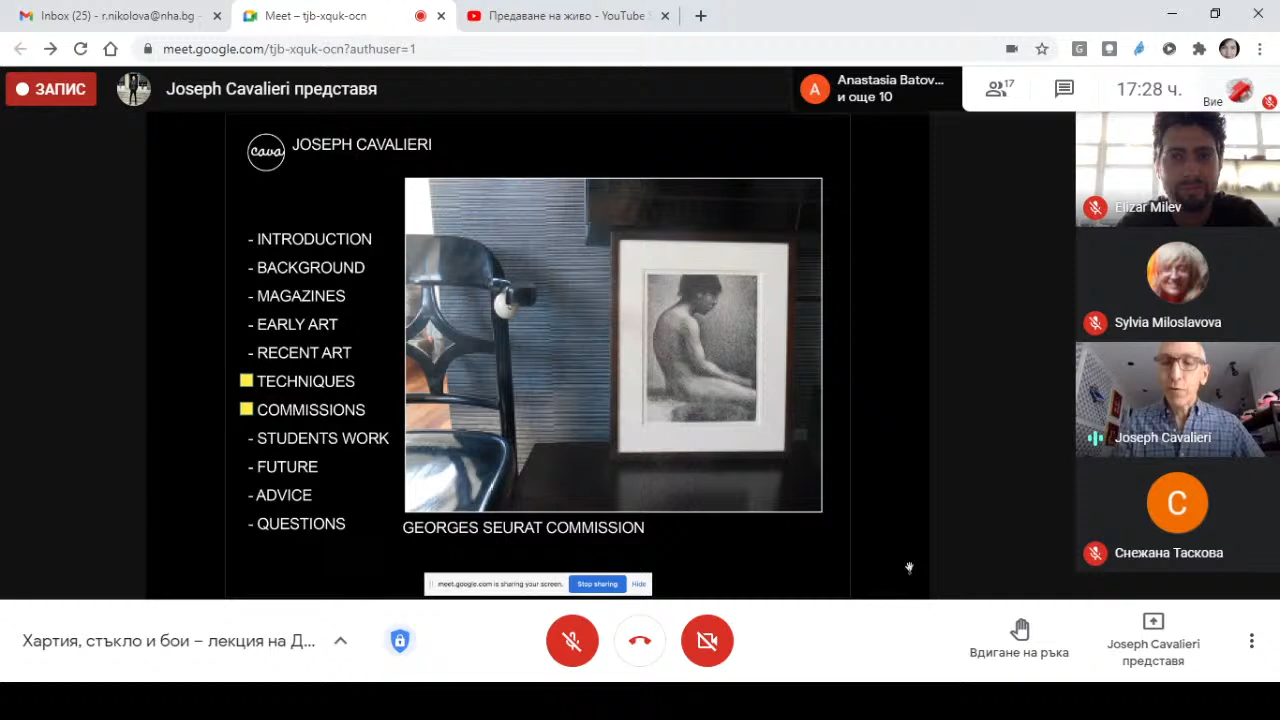 Inbox (25) - r.nikolova@nha.bg -
Meet – tjb-xquk-ocn
Предаване на живо - YouTube S
meet.google.com/tjb-xquk-ocn?authuser=1
ЗАПИС
Joseph Cavalieri представя
Anastasia Batov...
и още 10
17
17:28 ч.
Вие
cava
JOSEPH CAVALIERI
- INTRODUCTION
- BACKGROUND
- MAGAZINES
- EARLY ART
- RECENT ART
TECHNIQUES
COMMISSIONS
- STUDENTS WORK
- FUTURE
- ADVICE
- QUESTIONS
GEORGES SEURAT COMMISSION
meet.google.com is sharing your screen.
Stop sharing
Hide
Elizar Milev
Sylvia Miloslavova
Joseph Cavalieri
С
Снежана Таскова
Хартия, стъкло и бои – лекция на Д...
Вдигане на ръка
Joseph Cavalieri
представя